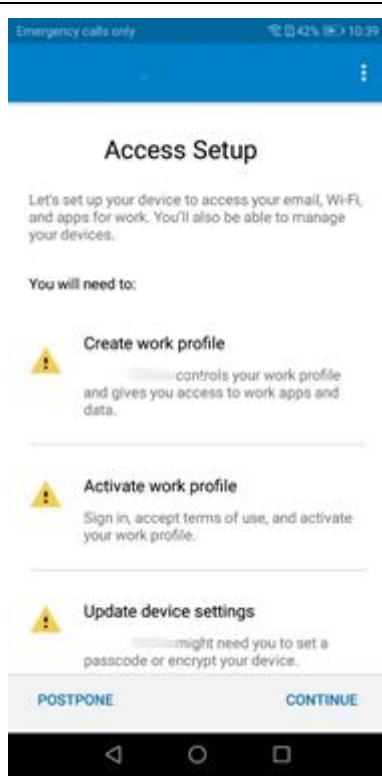 Emergency calls only 42% 10:39
Access Setup
Let's set up your device to access your email, Wi-Fi,
and apps for work. You'll also be able to manage
your devices.
You will need to:
Create work profile
controls your work profile
and gives you access to work apps and
data.
Activate work profile
Sign in, accept terms of use, and activate
your work profile.
Update device settings
might need you to set a
passcode or encrypt your device.
POSTPONE CONTINUE